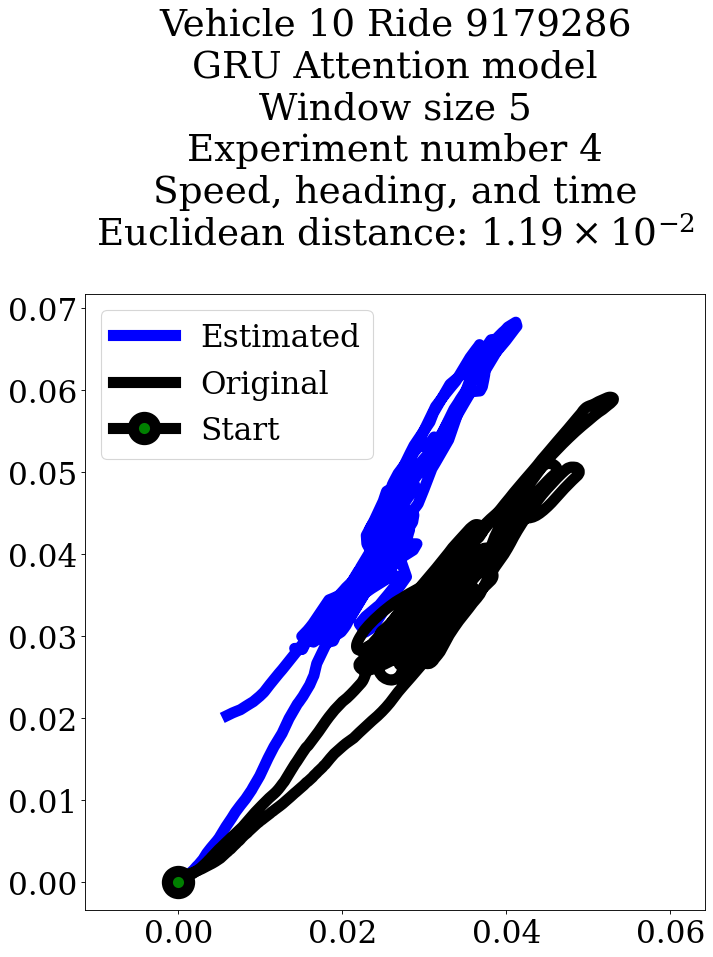 Vehicle 10 Ride 9179286
GRU Attention model
Window size 5
Experiment number 4
Speed, heading, and time
Euclidean distance: 1.19 × 10⁻²
0.07
Estimated
Original
Start
0.06
0.05
0.04
0.03
0.02
0.01
0.00
0.00 0.02 0.04 0.06